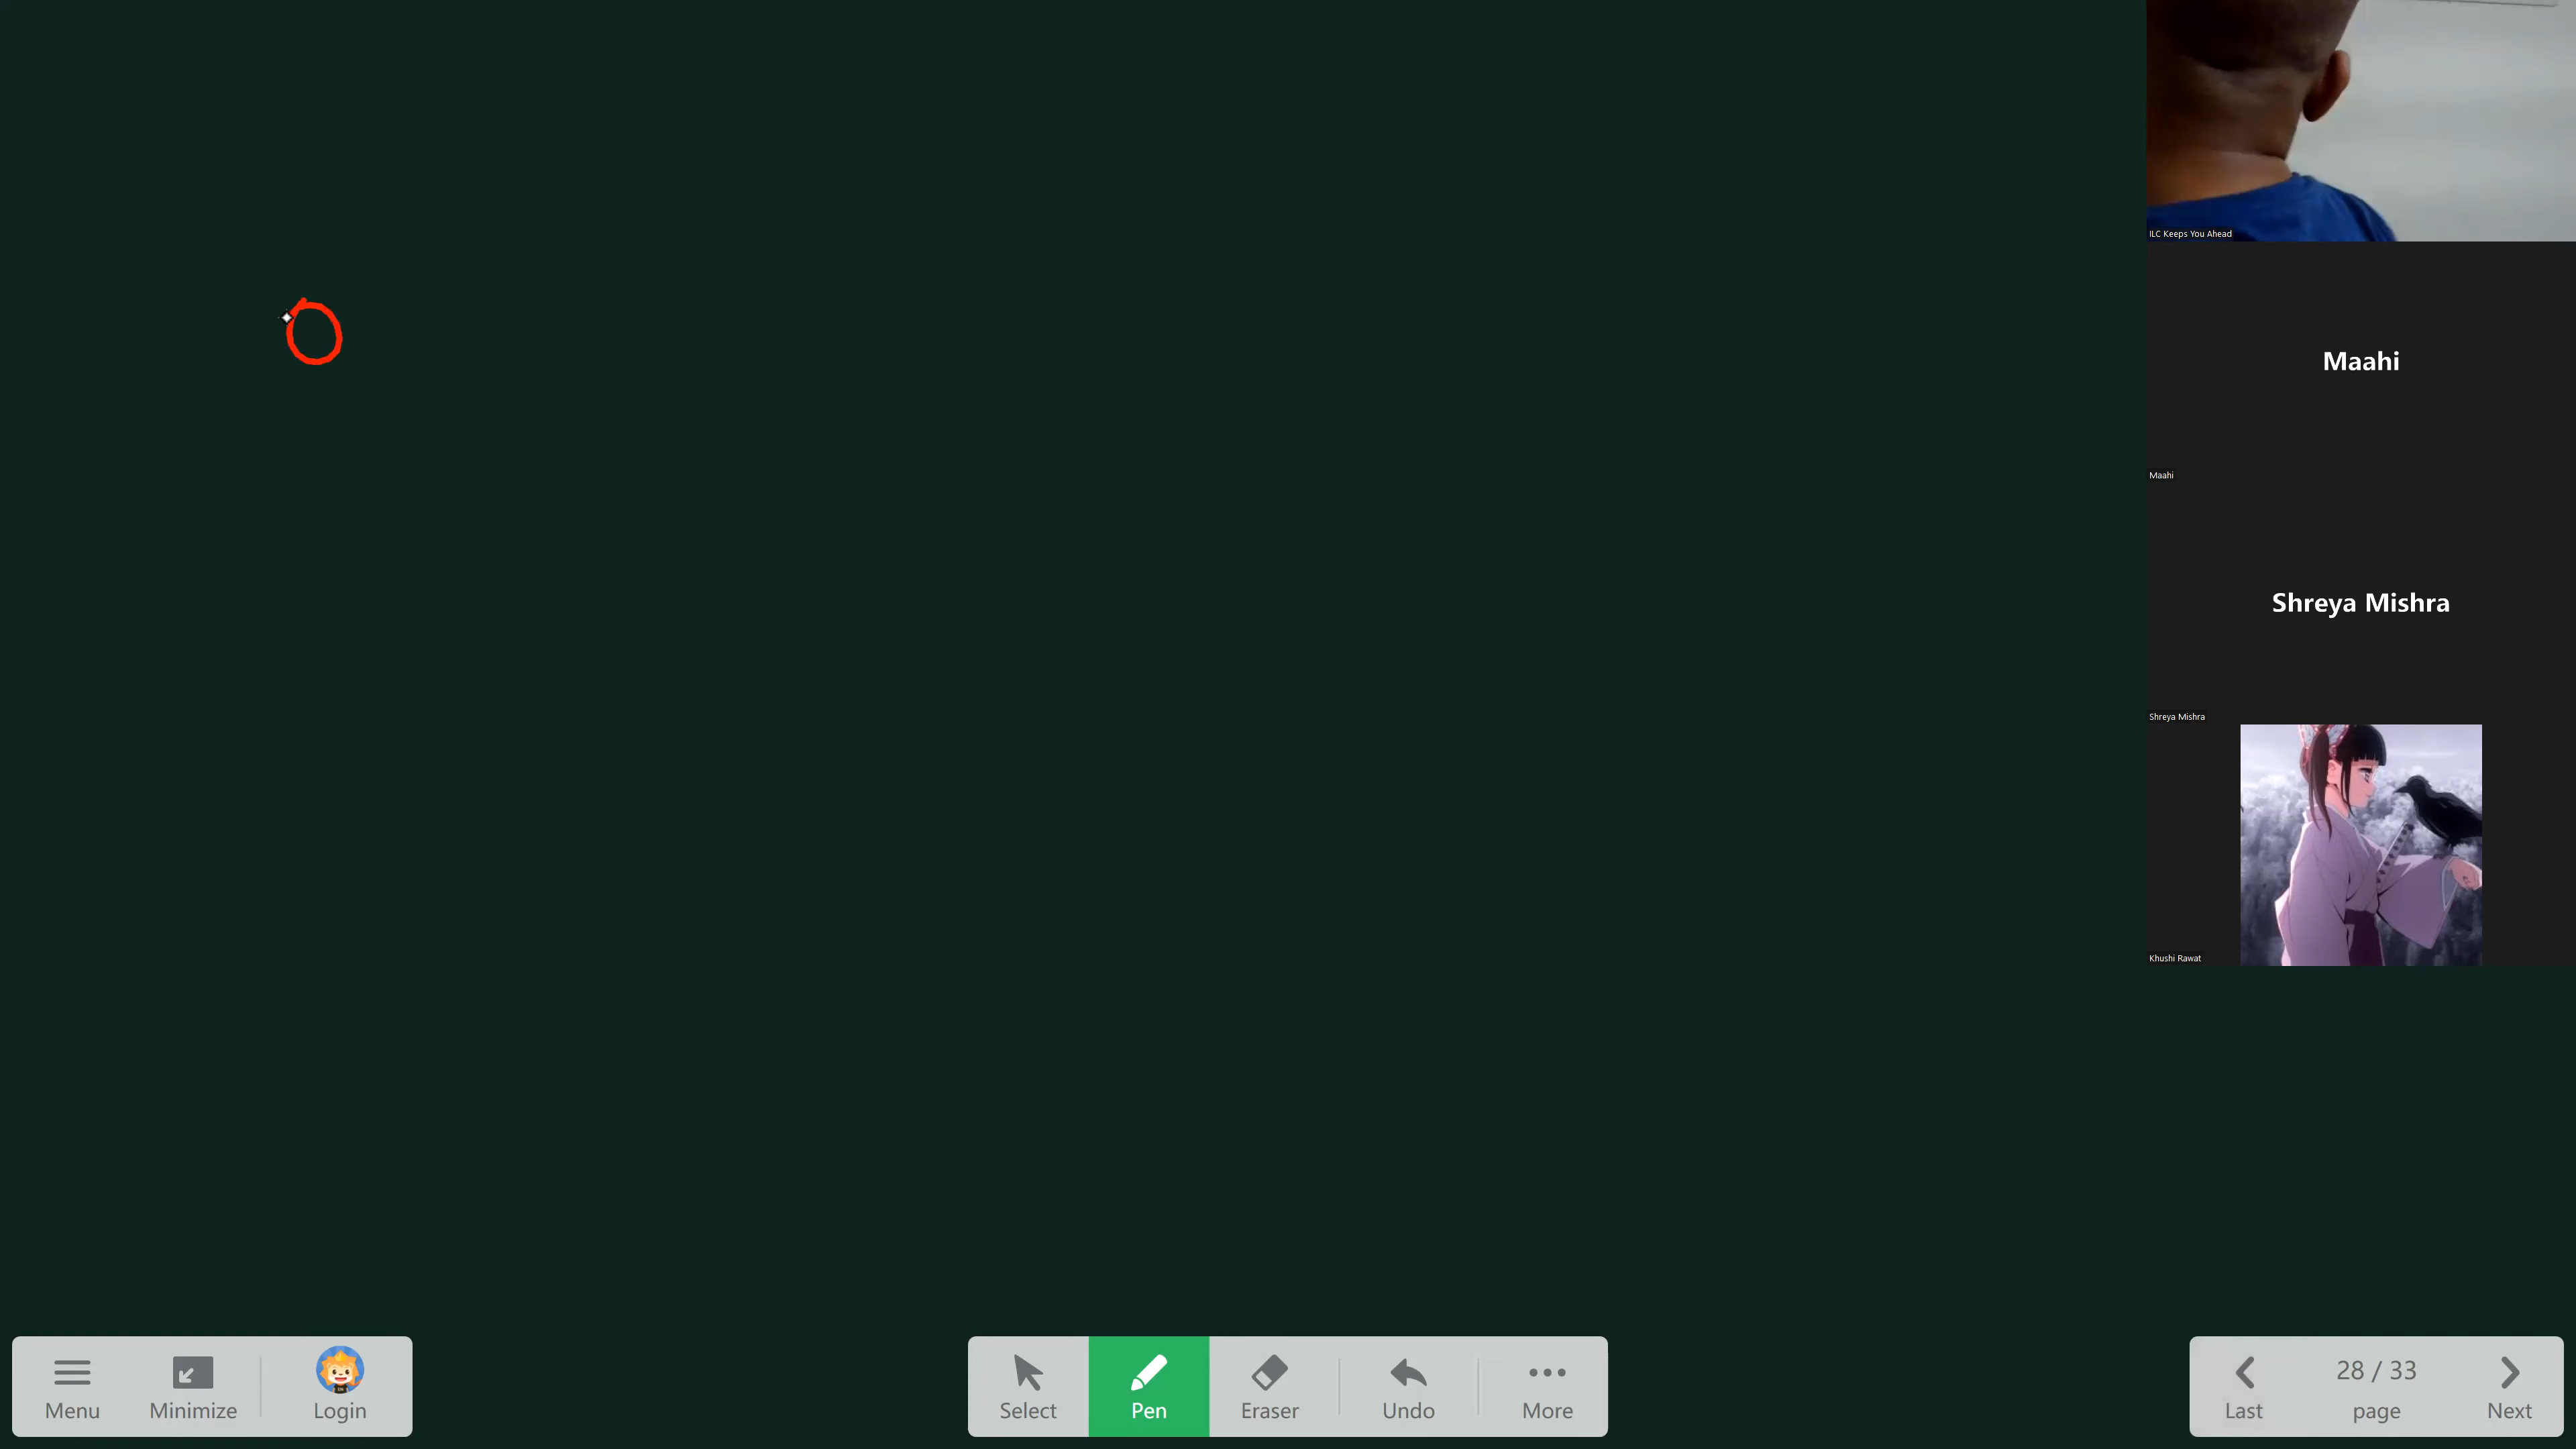 ILC Keeps You Ahead
Maahi
Maahi
Shreya Mishra
Shreya Mishra
Khushi Rawat
Menu
Minimize
Login
Select
Pen
Eraser
Undo
More
Last
28 / 33
page
Next